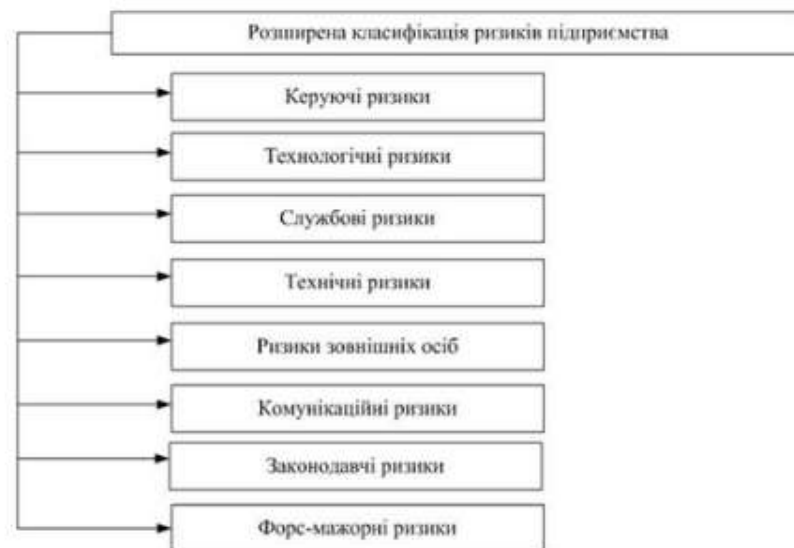 Розширена класифікація ризиків підприємства
Керуючі ризики
Технологічні ризики
Службові ризики
Технічні ризики
Ризики зовнішніх осіб
Комунікаційні ризики
Законодавчі ризики
Форс-мажорні ризики